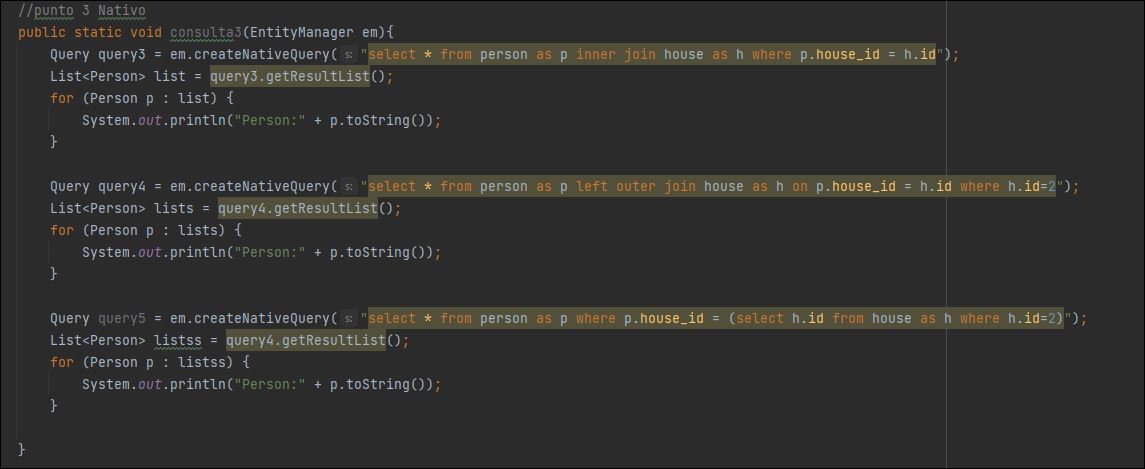 //punto 3 Nativo
public static void consulta3(EntityManager em){
Query query3 = em.createNativeQuery( s: "select * from person as p inner join house as h where p.house_id = h.id");
List<Person> list = query3.getResultList();
for (Person p : list) {
System.out.println("Person:" + p.toString());
}
Query query4 = em.createNativeQuery( s: "select * from person as p left outer join house as h on p.house_id = h.id where h.id=2");
List<Person> lists = query4.getResultList();
for (Person p : lists) {
System.out.println("Person:" + p.toString());
}
Query query5 = em.createNativeQuery( s: "select * from person as p where p.house_id = (select h.id from house as h where h.id=2)");
List<Person> listss = query4.getResultList();
for (Person p : listss) {
System.out.println("Person:" + p.toString());
}
}